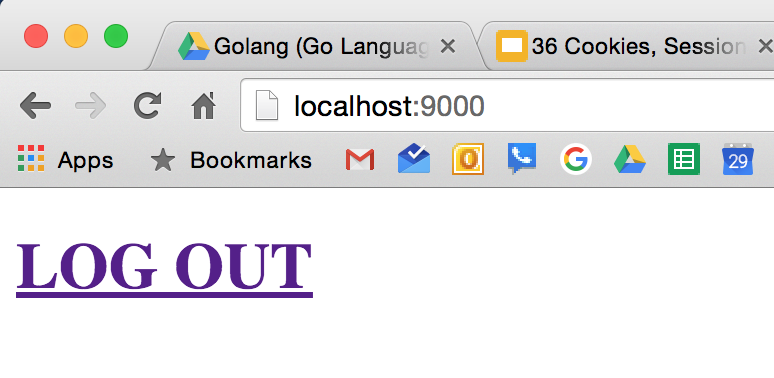 Golang (Go Languag
36 Cookies, Session
localhost:9000
Apps
Bookmarks
O
G
29
LOG OUT